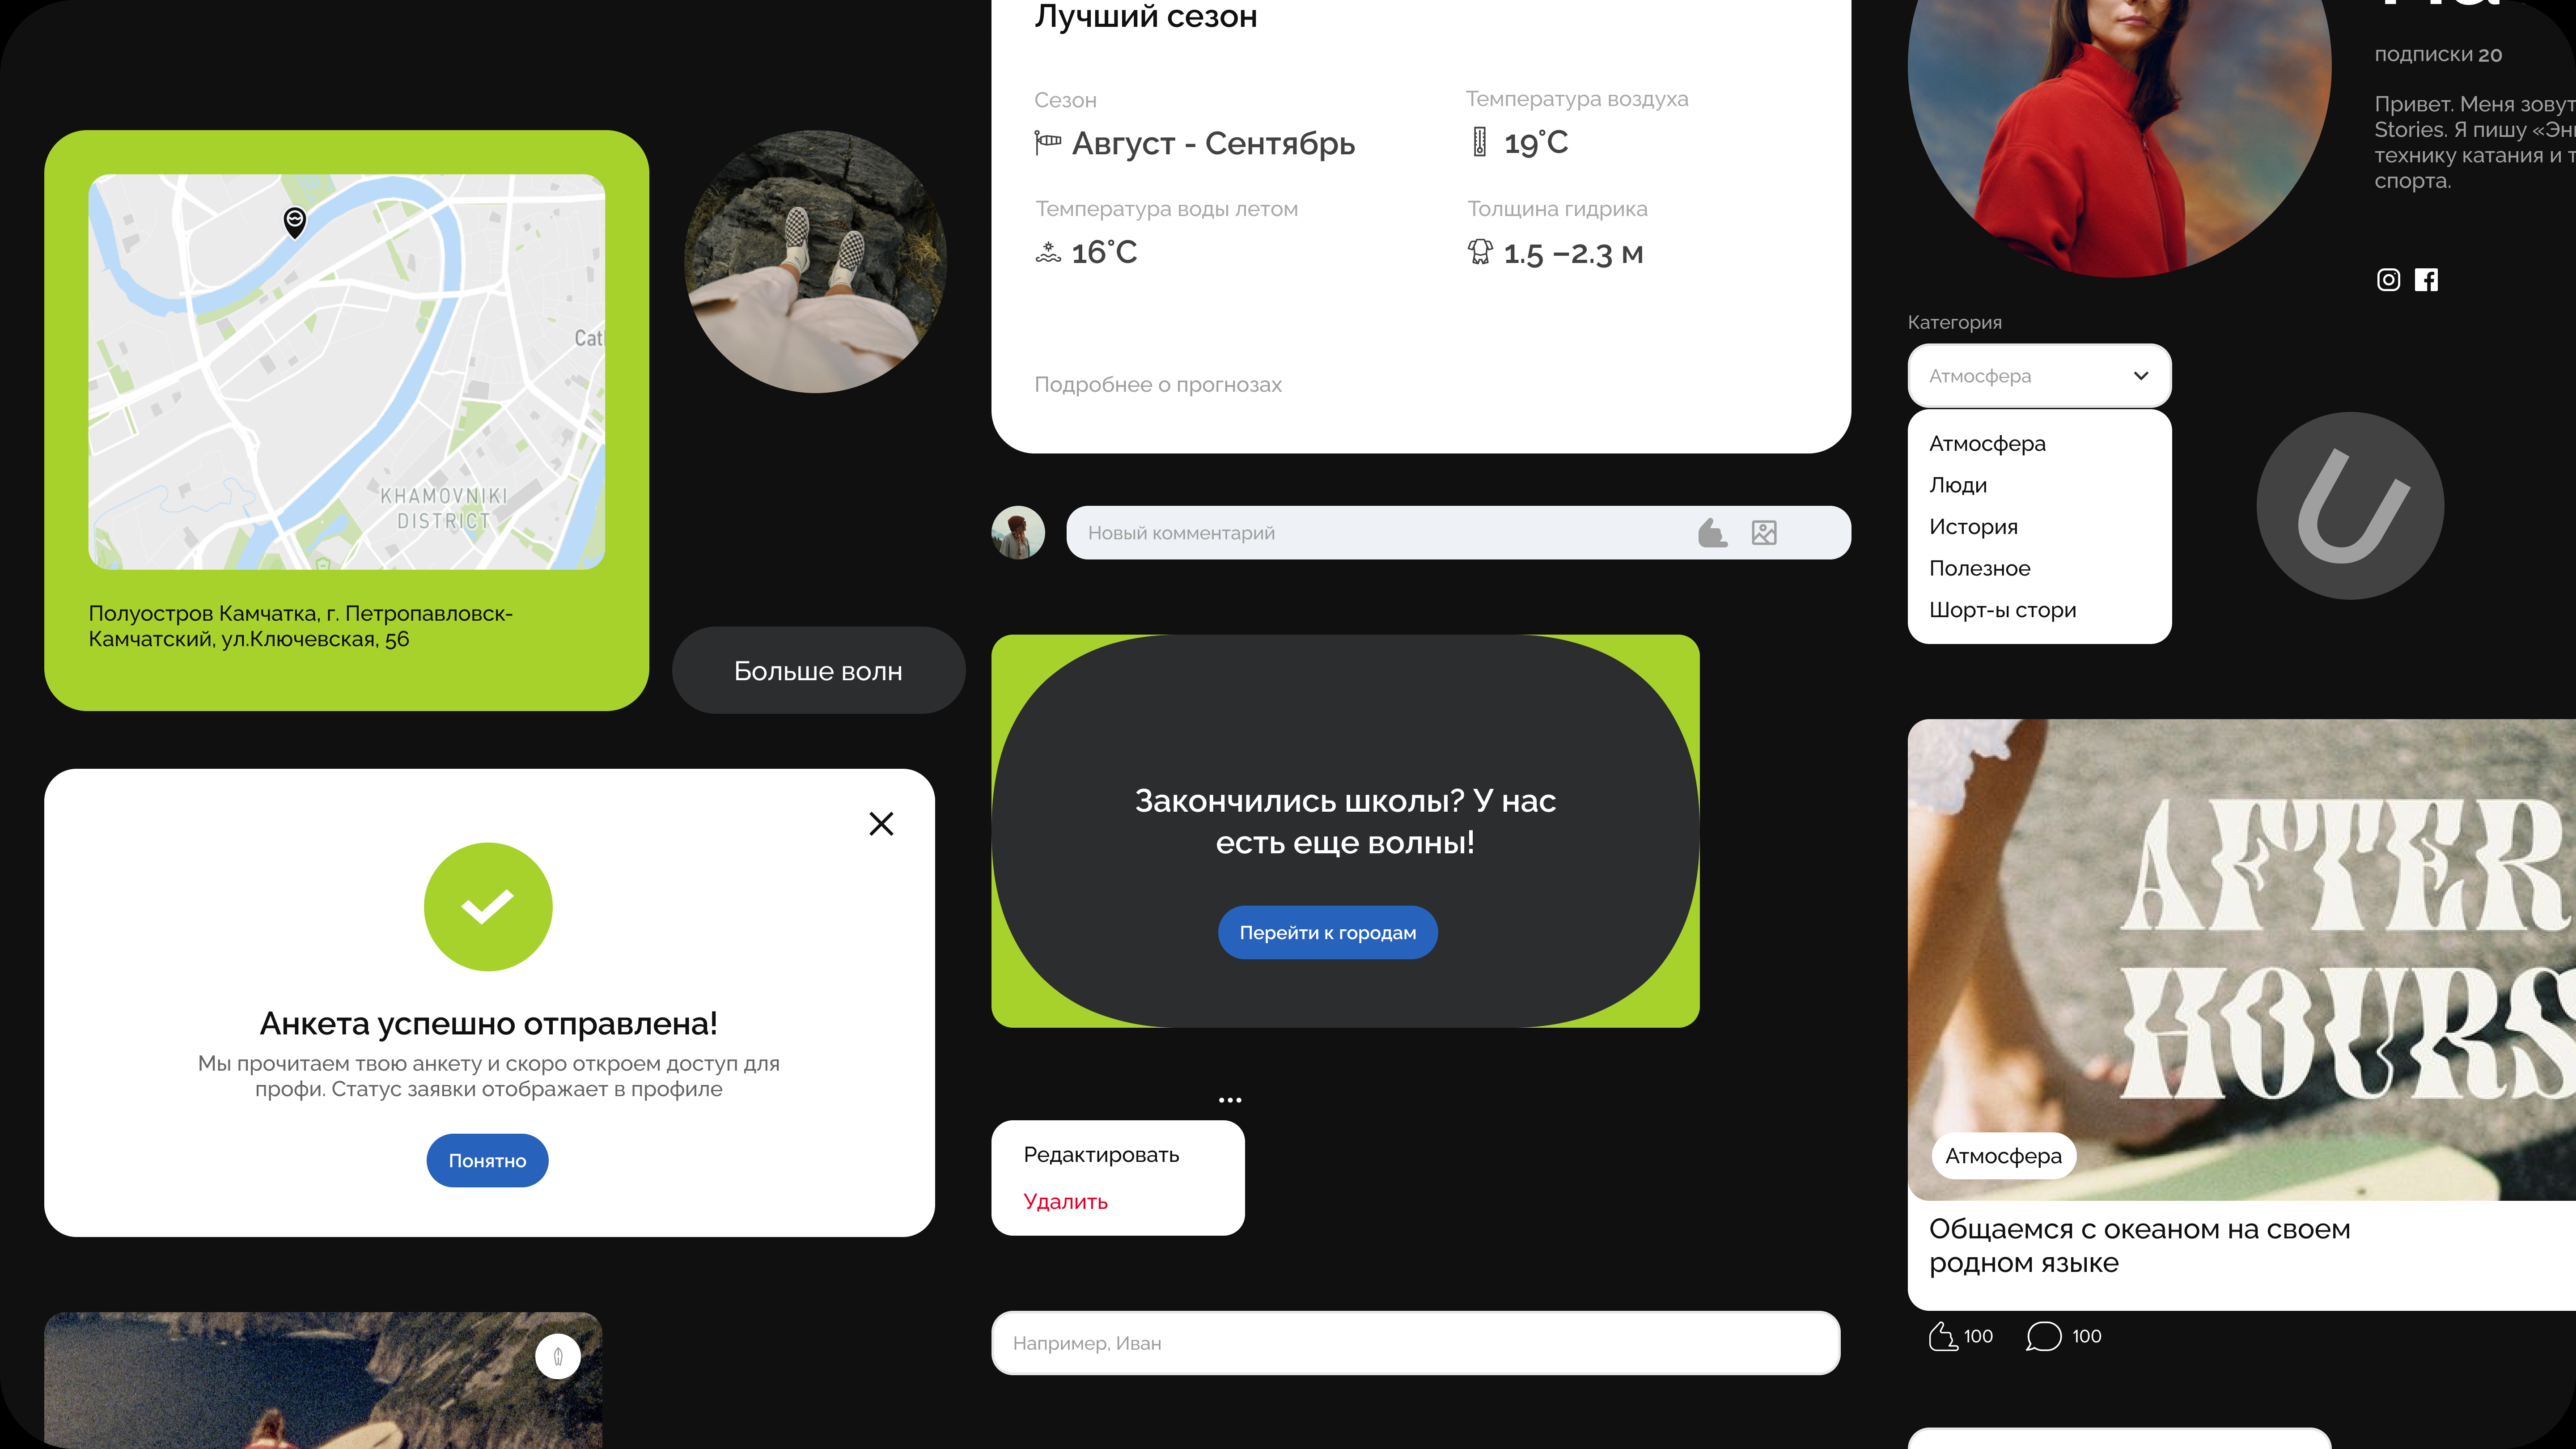 Cat
KHAMOVNIKI
DISTRICT
Полуостров Камчатка, г. Петропавловск-
Камчатский, ул.Ключевская, 56
Больше волн
Анкета успешно отправлена!
Мы прочитаем твою анкету и скоро откроем доступ для
профи. Статус заявки отображает в профиле
Понятно
Лучший сезон
Сезон
Август - Сентябрь
Температура воздуха
19°C
Температура воды летом
16°C
Толщина гидрика
1.5 –2.3 м
Подробнее о прогнозах
Новый комментарий
Закончились школы? У нас
есть еще волны!
Перейти к городам
...
Редактировать
Удалить
Например, Иван
подписки 20
Привет. Меня зовут
Stories. Я пишу «Эн
технику катания и т
спорта.
Категория
Атмосфера
Атмосфера
Люди
История
Полезное
Шорт-ы стори
U
AFTER
HOURS
Атмосфера
Общаемся с океаном на своем
родном языке
100
100